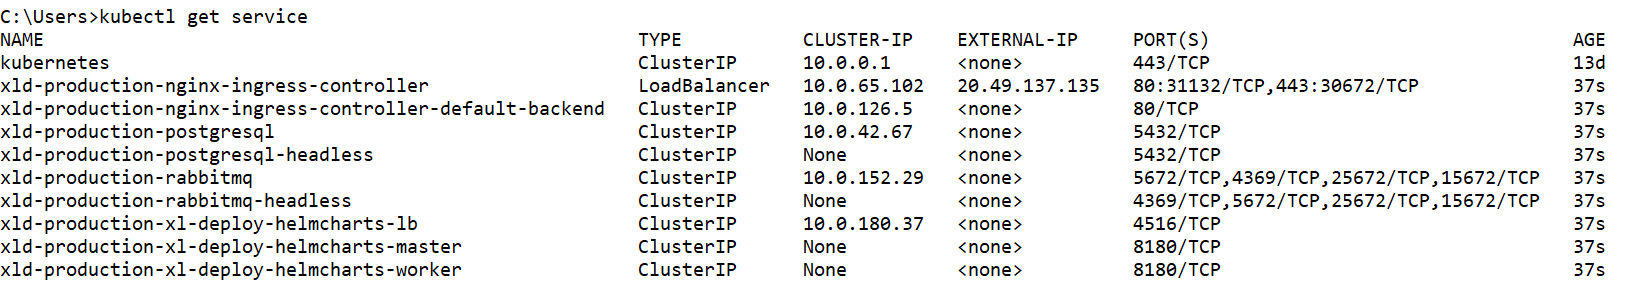 C:\Users>kubectl get service
NAME TYPE CLUSTER-IP EXTERNAL-IP PORT(S) AGE
kubernetes ClusterIP 10.0.0.1 <none> 443/TCP 13d
xld-production-nginx-ingress-controller LoadBalancer 10.0.65.102 20.49.137.135 80:31132/TCP,443:30672/TCP 37s
xld-production-nginx-ingress-controller-default-backend ClusterIP 10.0.126.5 <none> 80/TCP 37s
xld-production-postgresql ClusterIP 10.0.42.67 <none> 5432/TCP 37s
xld-production-postgresql-headless ClusterIP None <none> 5432/TCP 37s
xld-production-rabbitmq ClusterIP 10.0.152.29 <none> 5672/TCP,4369/TCP,25672/TCP,15672/TCP 37s
xld-production-rabbitmq-headless ClusterIP None <none> 4369/TCP,5672/TCP,25672/TCP,15672/TCP 37s
xld-production-xl-deploy-helmcharts-lb ClusterIP 10.0.180.37 <none> 4516/TCP 37s
xld-production-xl-deploy-helmcharts-master ClusterIP None <none> 8180/TCP 37s
xld-production-xl-deploy-helmcharts-worker ClusterIP None <none> 8180/TCP 37s